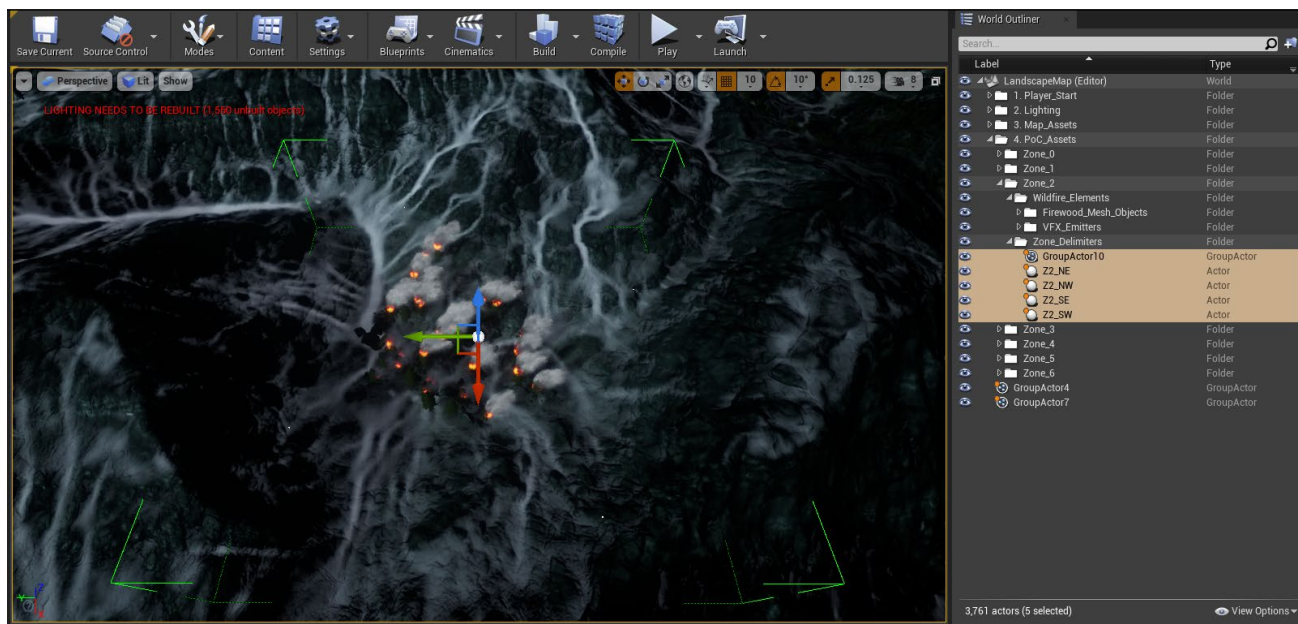 World Outliner
Save Current Source Control Modes Content Settings Blueprints Cinematics Build Compile Play Launch
Search...
Label Type
Perspective Lit Show 10 10° 0.125 8
LandscapeMap (Editor) World
1. Player_Start Folder
LIGHTING NEEDS TO BE REBUILT (1,560 unbuilt objects)
2. Lighting Folder
3. Map_Assets Folder
4. PoC_Assets Folder
Zone_0 Folder
Zone_1 Folder
Zone_2 Folder
Wildfire_Elements Folder
Firewood_Mesh_Objects Folder
VFX_Emitters Folder
Zone_Delimiters Folder
GroupActor10 GroupActor
Z2_NE Actor
Z2_NW Actor
Z2_SE Actor
Z2_SW Actor
Zone_3 Folder
Zone_4 Folder
Zone_5 Folder
Zone_6 Folder
GroupActor4 GroupActor
GroupActor7 GroupActor
3,761 actors (5 selected) View Options